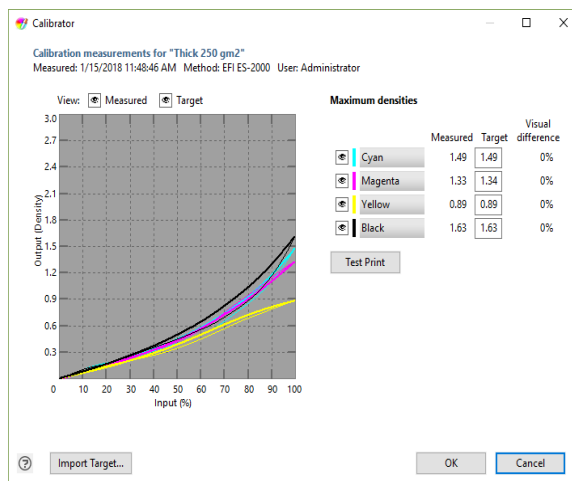 Calibrator
Calibration measurements for "Thick 250 gm2"
Measured: 1/15/2018 11:48:46 AM Method: EFI ES-2000 User: Administrator
View: Measured Target
3.0
2.7
2.4
2.1
1.8
1.5
1.2
0.9
0.6
0.3
Output (Density)
0 10 20 30 40 50 60 70 80 90 100
Input (%)
Maximum densities
Visual
Measured Target difference
Cyan 1.49 1.49 0%
Magenta 1.33 1.34 0%
Yellow 0.89 0.89 0%
Black 1.63 1.63 0%
Test Print
? Import Target... OK Cancel